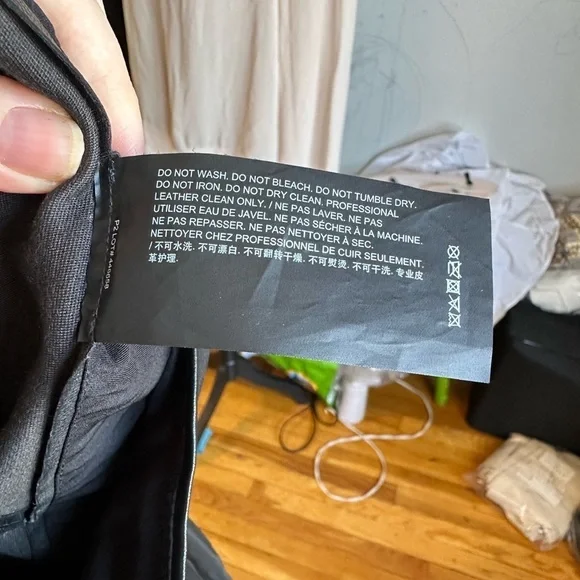 DO NOT WASH. DO NOT BLEACH. DO NOT TUMBLE DRY.
DO NOT IRON. DO NOT DRY CLEAN. PROFESSIONAL
LEATHER CLEAN ONLY. / NE PAS LAVER. NE PAS
UTILISER EAU DE JAVEL. NE PAS SÉCHER À LA MACHINE.
NE PAS REPASSER. NE PAS NETTOYER À SEC.
NETTOYER CHEZ PROFESSIONNEL DE CUIR SEULEMENT.
/ 不可水洗. 不可漂白. 不可翻转干燥. 不可熨烫. 不可干洗. 专业皮
革护理.
P2 LOT#